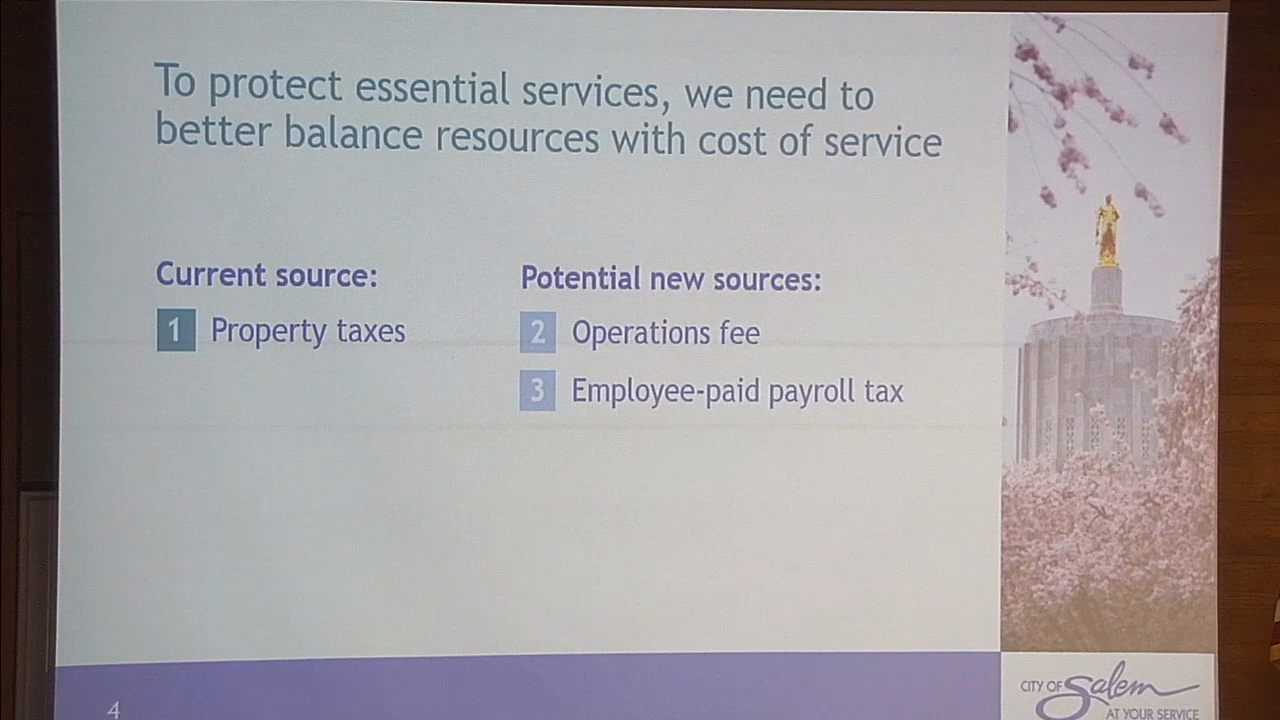 To protect essential services, we need to
better balance resources with cost of service
Current source:
1 Property taxes
Potential new sources:
2 Operations fee
3 Employee-paid payroll tax
4
CITY OF Salem
AT YOUR SERVICE